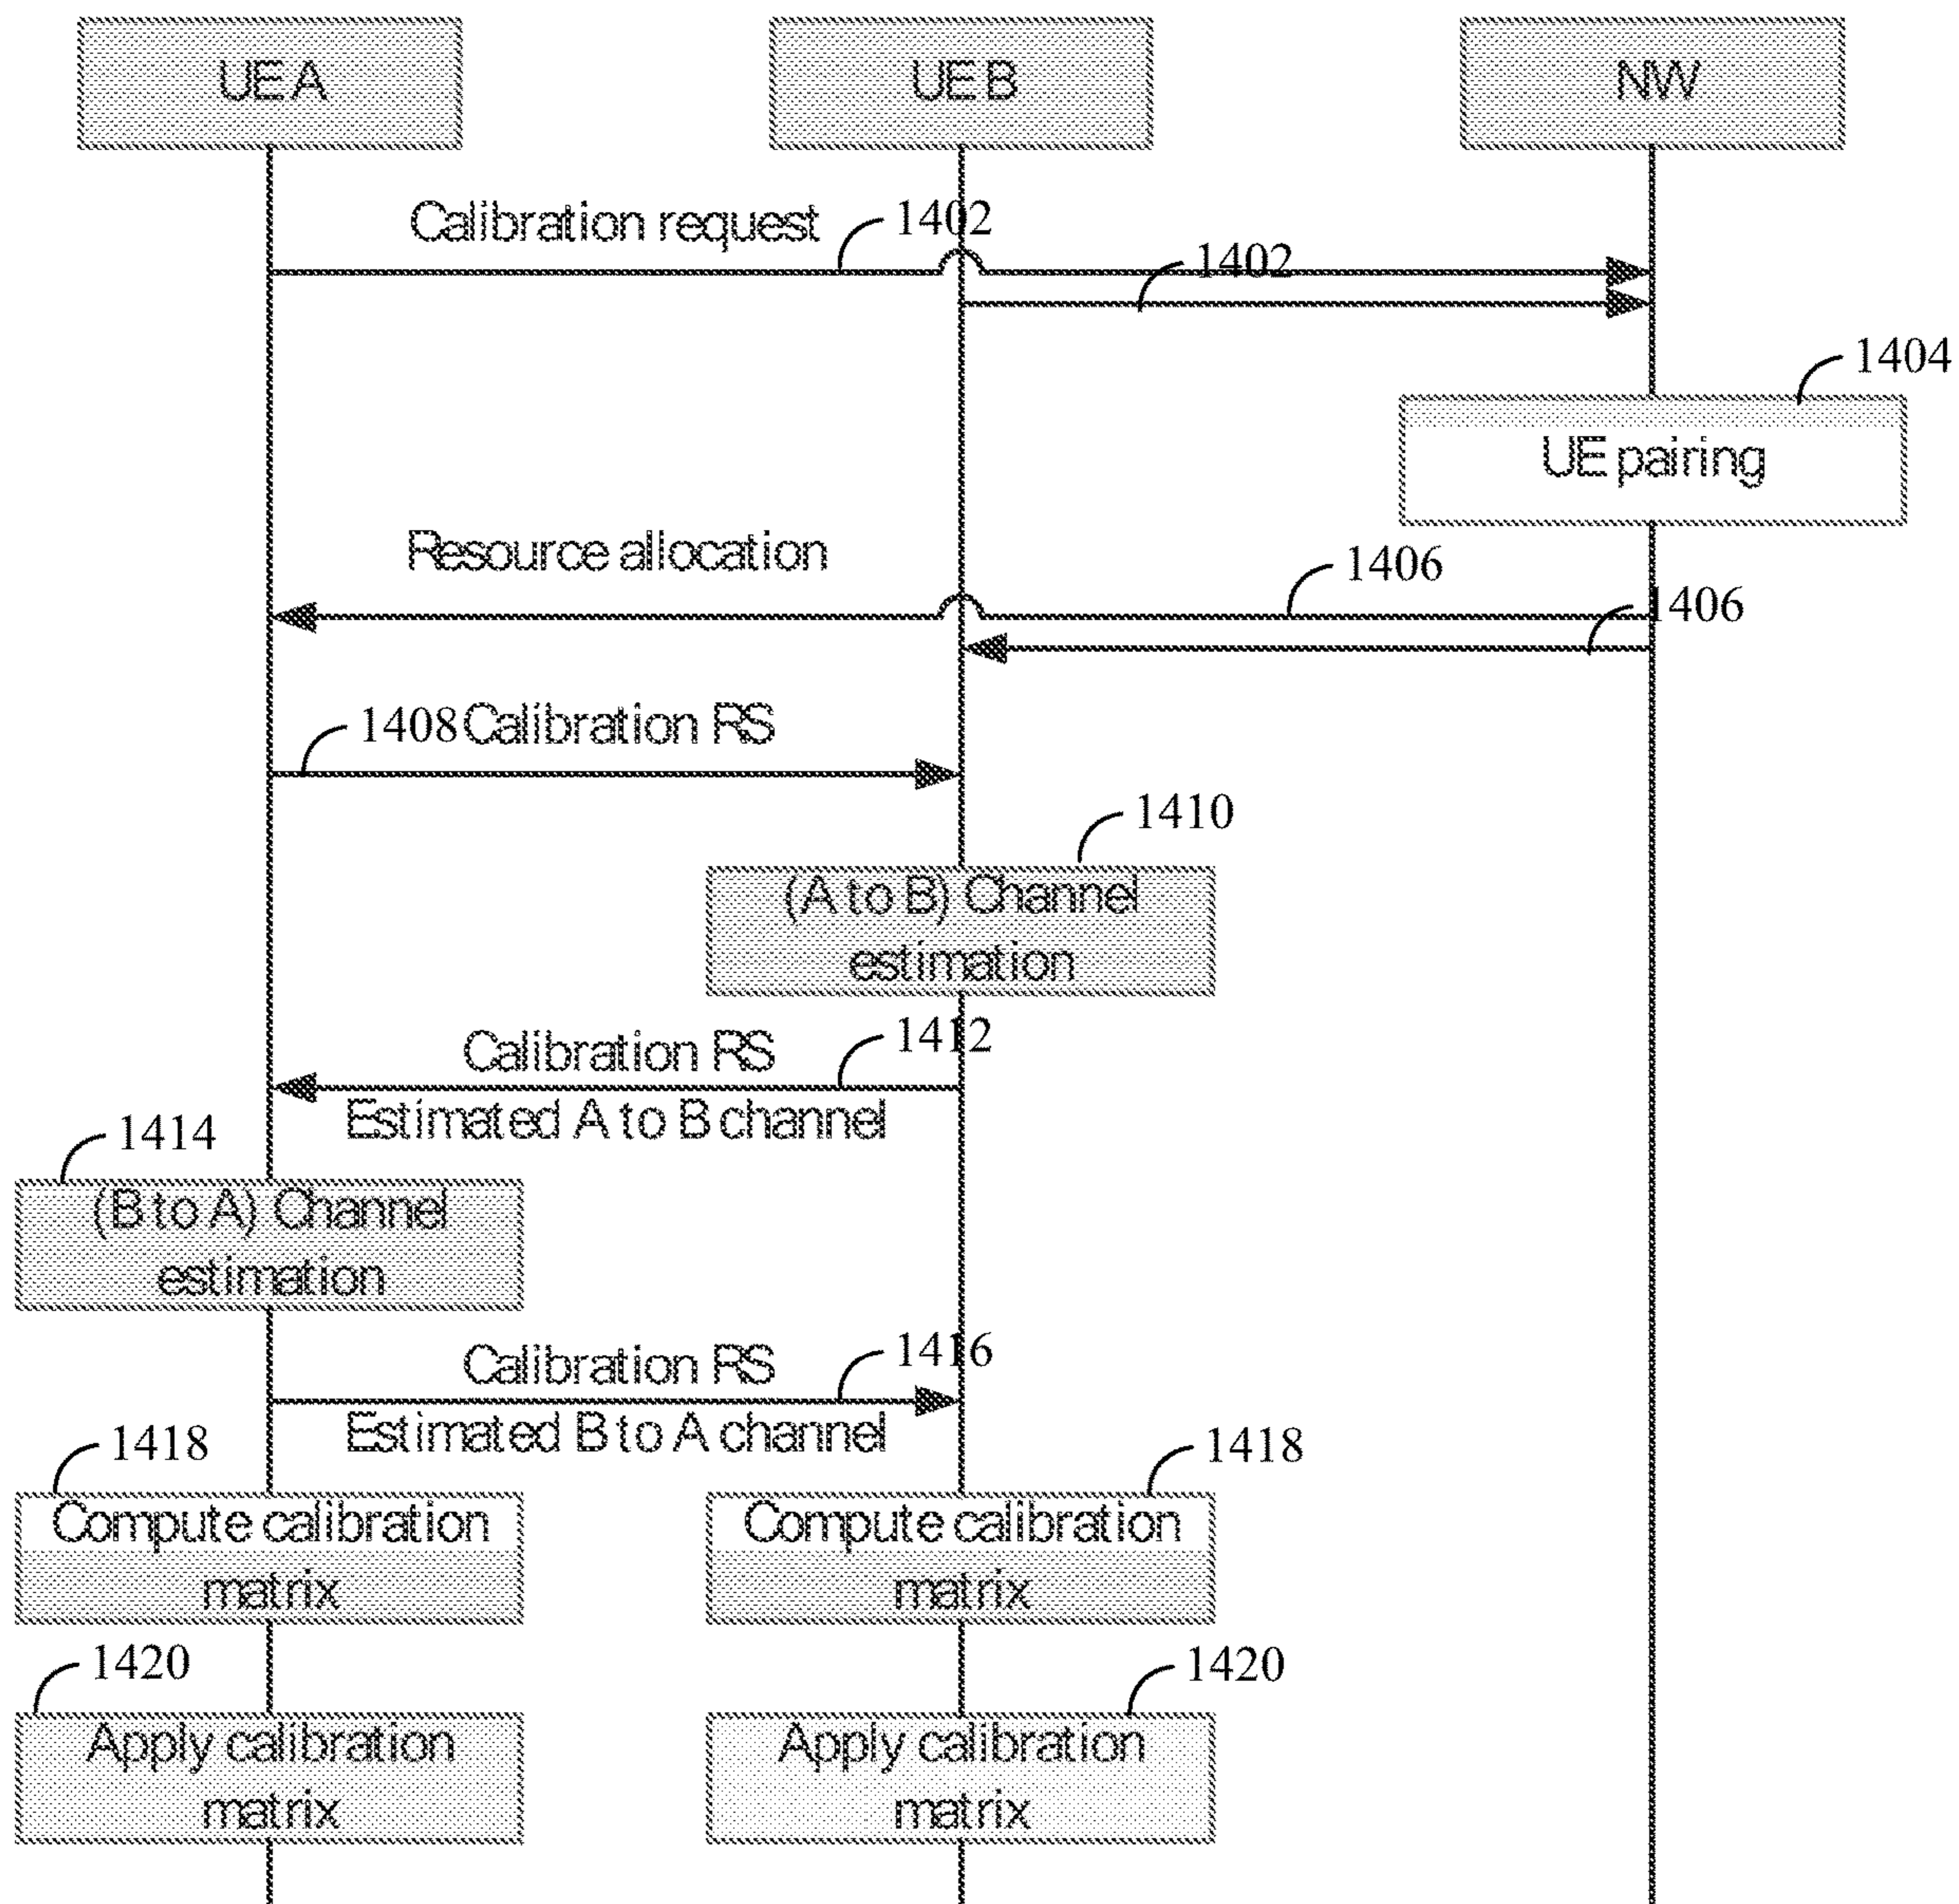 UE A
UE B
NW
Calibration request
1402
1402
1404
UE pairing
Resource allocation
1406
1406
1408
Calibration RS
1410
(A to B) Channel
estimation
Calibration RS
1412
Estimated A to B channel
1414
(B to A) Channel
estimation
Calibration RS
1416
Estimated B to A channel
1418
1418
Compute calibration
matrix
Compute calibration
matrix
1420
1420
Apply calibration
matrix
Apply calibration
matrix